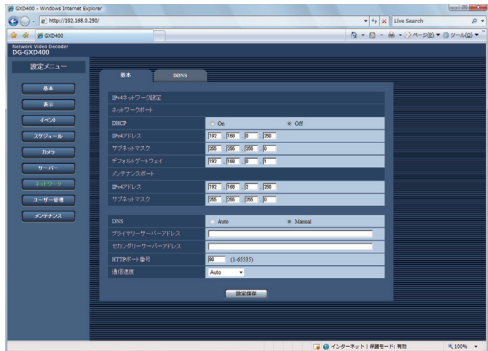 GXD400 - Windows Internet Explorer
http://192.168.0.250/
Live Search
GXD400
ページ(P)
ツール(O)
Network Video Decoder
DG-GXD400
設定メニュー
基本
表示
イベント
スケジュール
カメラ
サーバー
ネットワーク
ユーザー管理
メンテナンス
基本 DDNS
IPv4ネットワーク設定
ネットワークポート
DHCP On Off
IPv4アドレス 192 168 0 250
サブネットマスク 255 255 255 0
デフォルトゲートウェイ 192 168 0 1
メンテナンスポート
IPv4アドレス 192 168 2 250
サブネットマスク 255 255 255 0
DNS Auto Manual
プライマリーサーバーアドレス
セカンダリーサーバーアドレス
HTTPポート番号 80 (1-65535)
通信速度 Auto
設定保存
インターネット | 保護モード: 有効
100%